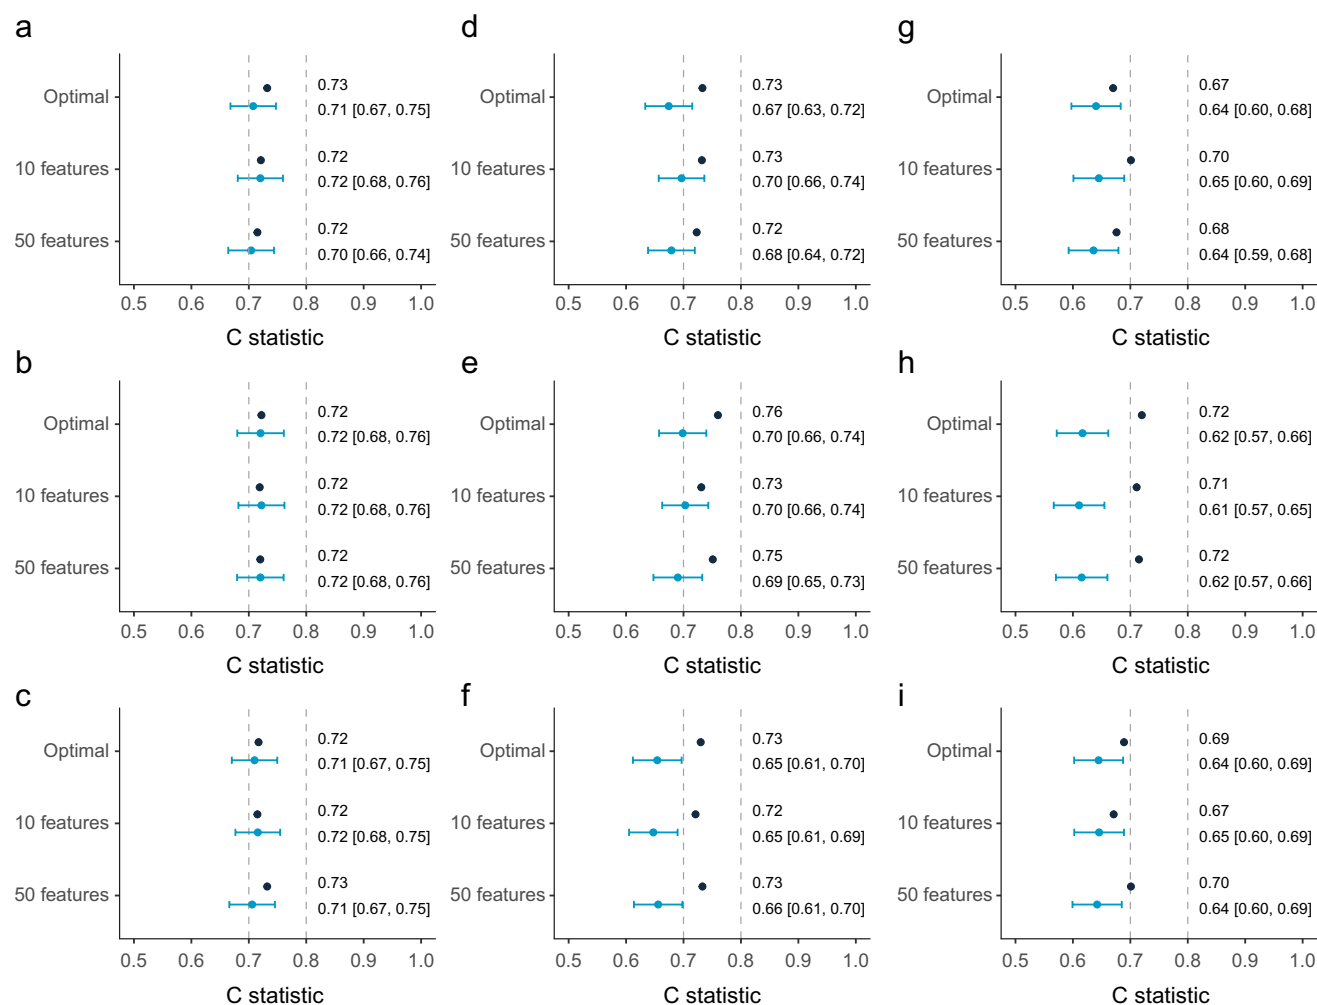 a
Optimal
0.73
0.71 [0.67, 0.75]
10 features
0.72
0.72 [0.68, 0.76]
50 features
0.72
0.70 [0.66, 0.74]
0.5 0.6 0.7 0.8 0.9 1.0
C statistic
d
Optimal
0.73
0.67 [0.63, 0.72]
10 features
0.73
0.70 [0.66, 0.74]
50 features
0.72
0.68 [0.64, 0.72]
0.5 0.6 0.7 0.8 0.9 1.0
C statistic
g
Optimal
0.67
0.64 [0.60, 0.68]
10 features
0.70
0.65 [0.60, 0.69]
50 features
0.68
0.64 [0.59, 0.68]
0.5 0.6 0.7 0.8 0.9 1.0
C statistic
b
Optimal
0.72
0.72 [0.68, 0.76]
10 features
0.72
0.72 [0.68, 0.76]
50 features
0.72
0.72 [0.68, 0.76]
0.5 0.6 0.7 0.8 0.9 1.0
C statistic
e
Optimal
0.76
0.70 [0.66, 0.74]
10 features
0.73
0.70 [0.66, 0.74]
50 features
0.75
0.69 [0.65, 0.73]
0.5 0.6 0.7 0.8 0.9 1.0
C statistic
h
Optimal
0.72
0.62 [0.57, 0.66]
10 features
0.71
0.61 [0.57, 0.65]
50 features
0.72
0.62 [0.57, 0.66]
0.5 0.6 0.7 0.8 0.9 1.0
C statistic
c
Optimal
0.72
0.71 [0.67, 0.75]
10 features
0.72
0.72 [0.68, 0.75]
50 features
0.73
0.71 [0.67, 0.75]
0.5 0.6 0.7 0.8 0.9 1.0
C statistic
f
Optimal
0.73
0.65 [0.61, 0.70]
10 features
0.72
0.65 [0.61, 0.69]
50 features
0.73
0.66 [0.61, 0.70]
0.5 0.6 0.7 0.8 0.9 1.0
C statistic
i
Optimal
0.69
0.64 [0.60, 0.69]
10 features
0.67
0.65 [0.60, 0.69]
50 features
0.70
0.64 [0.60, 0.69]
0.5 0.6 0.7 0.8 0.9 1.0
C statistic